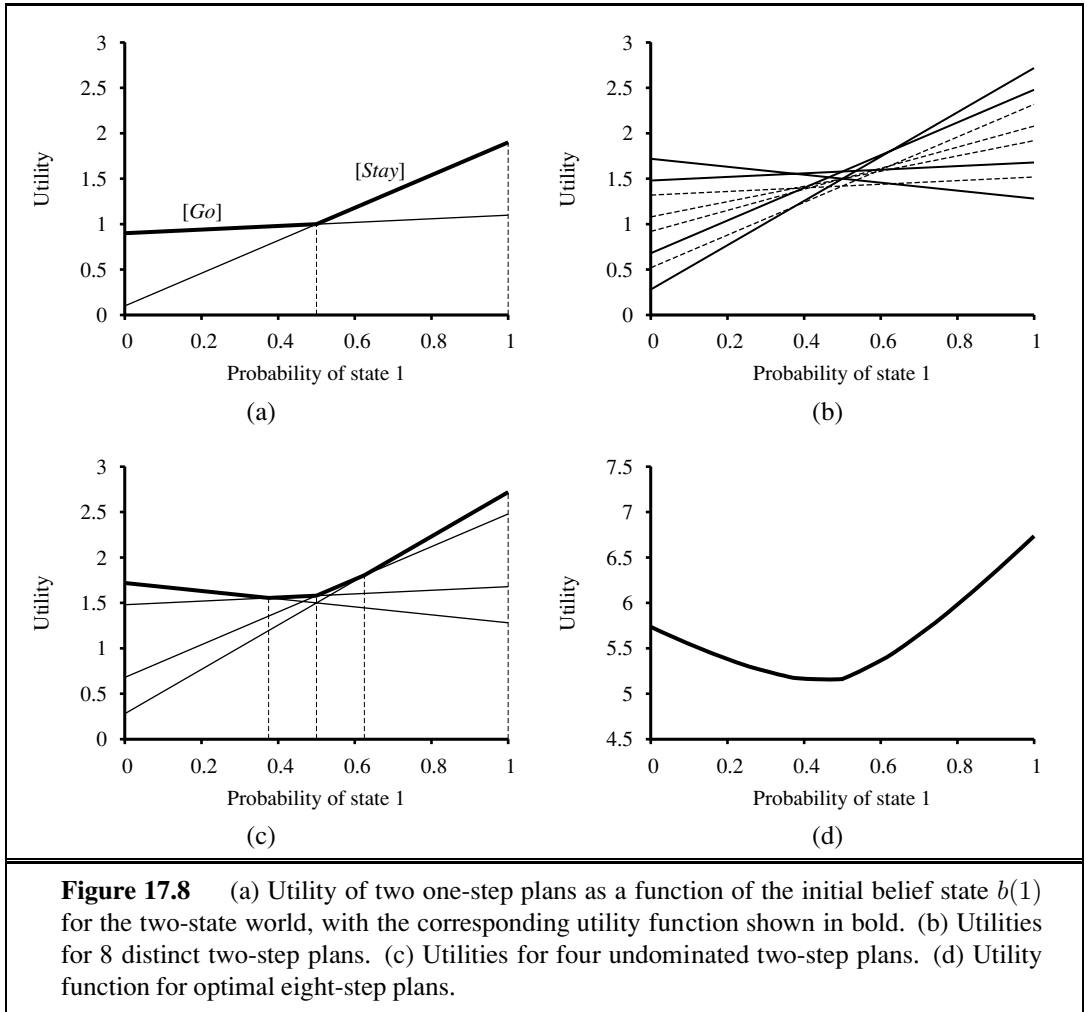 3
2.5
2
1.5
1
0.5
0
Utility
[Go]
[Stay]
0 0.2 0.4 0.6 0.8 1
Probability of state 1
(a)
3
2.5
2
1.5
1
0.5
0
Utility
0 0.2 0.4 0.6 0.8 1
Probability of state 1
(b)
3
2.5
2
1.5
1
0.5
0
Utility
0 0.2 0.4 0.6 0.8 1
Probability of state 1
(c)
7.5
7
6.5
6
5.5
5
4.5
Utility
0 0.2 0.4 0.6 0.8 1
Probability of state 1
(d)
Figure 17.8 (a) Utility of two one-step plans as a function of the initial belief state b(1)
for the two-state world, with the corresponding utility function shown in bold. (b) Utilities
for 8 distinct two-step plans. (c) Utilities for four undominated two-step plans. (d) Utility
function for optimal eight-step plans.